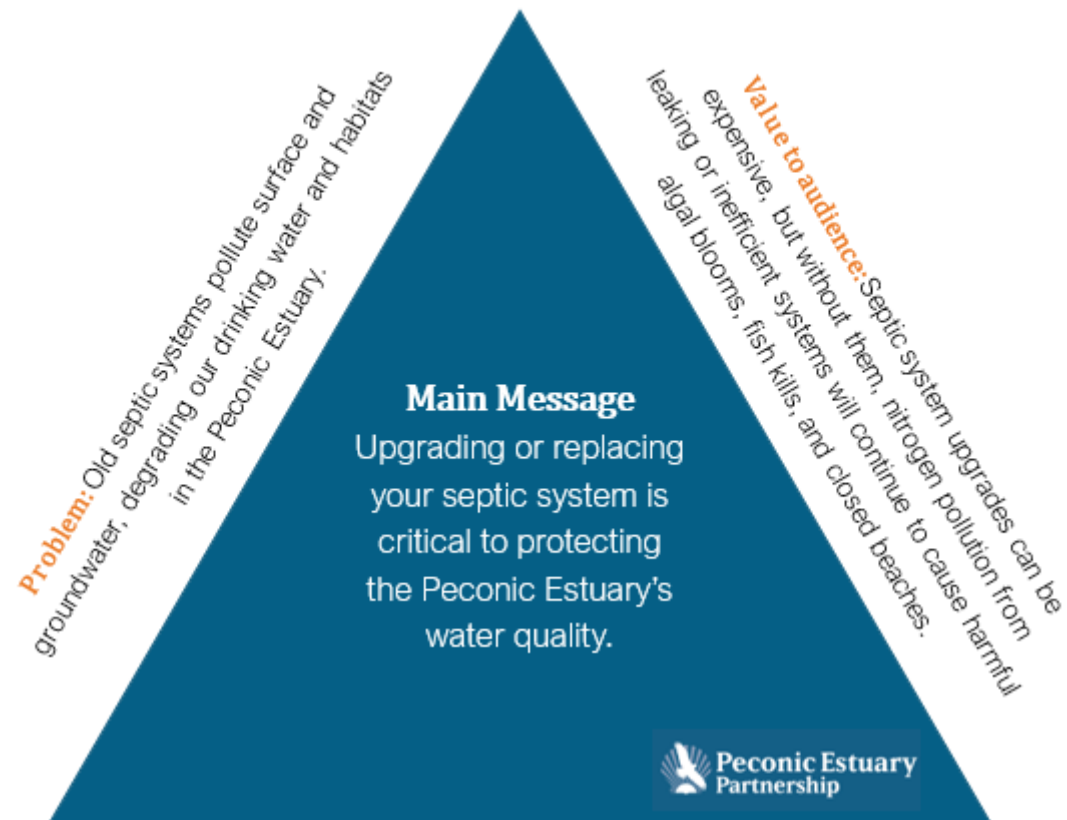 Problem: Old septic systems pollute surface and
groundwater, degrading our drinking water and habitats
in the Peconic Estuary.
Value to audience: Septic system upgrades can be
expensive, but without them, nitrogen pollution from
leaking or inefficient systems will continue to cause harmful
algal blooms, fish kills, and closed beaches.
Main Message
Upgrading or replacing
your septic system is
critical to protecting
the Peconic Estuary's
water quality.
Peconic Estuary
Partnership